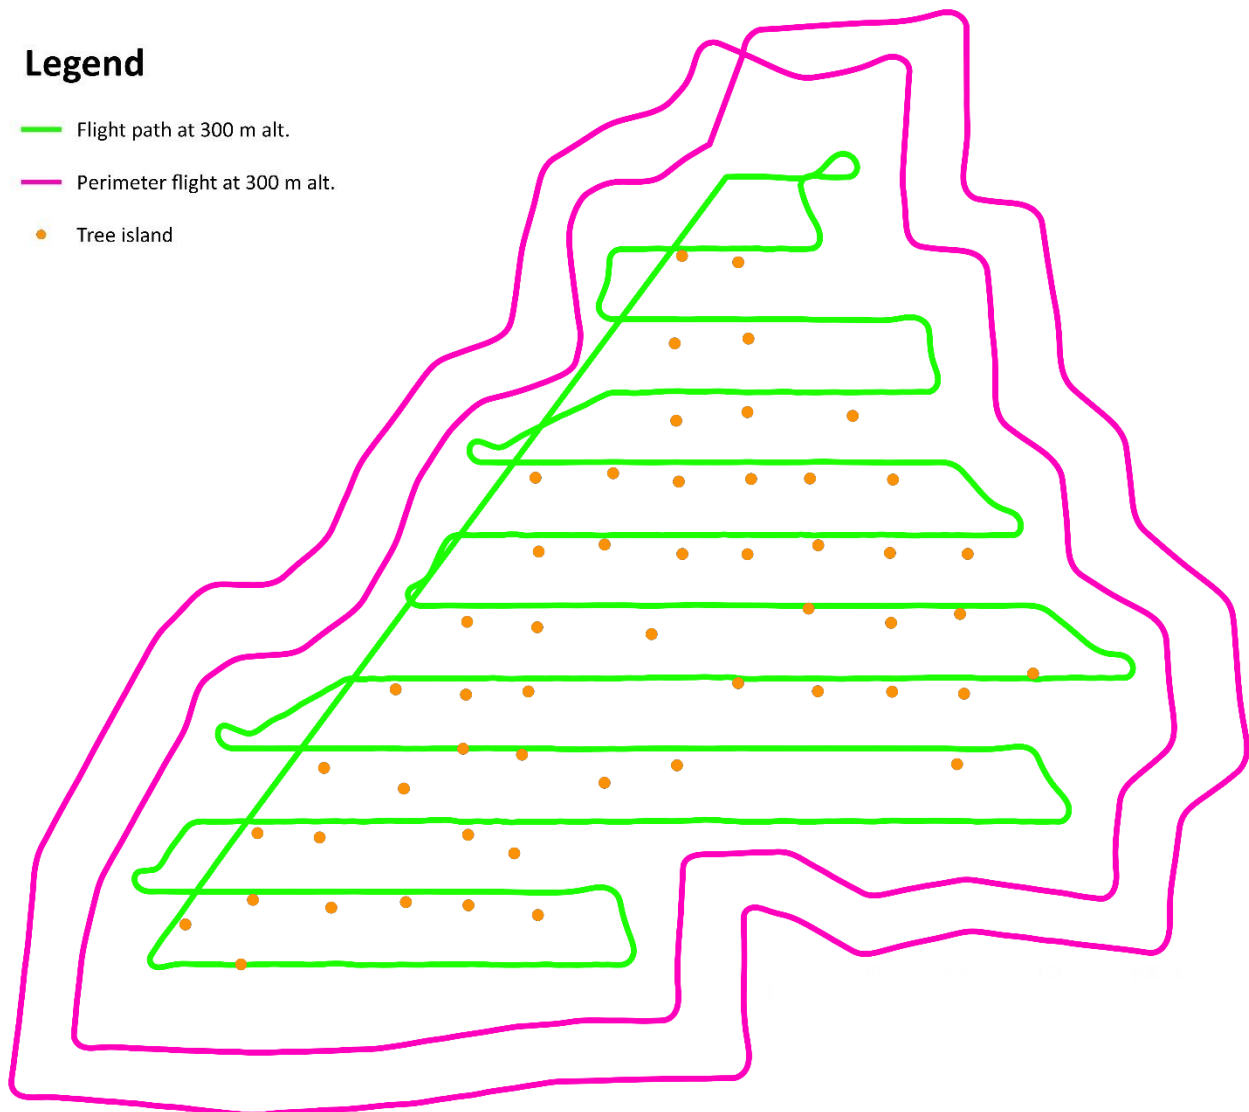 Legend
Flight path at 300 m alt.
Perimeter flight at 300 m alt.
Tree island